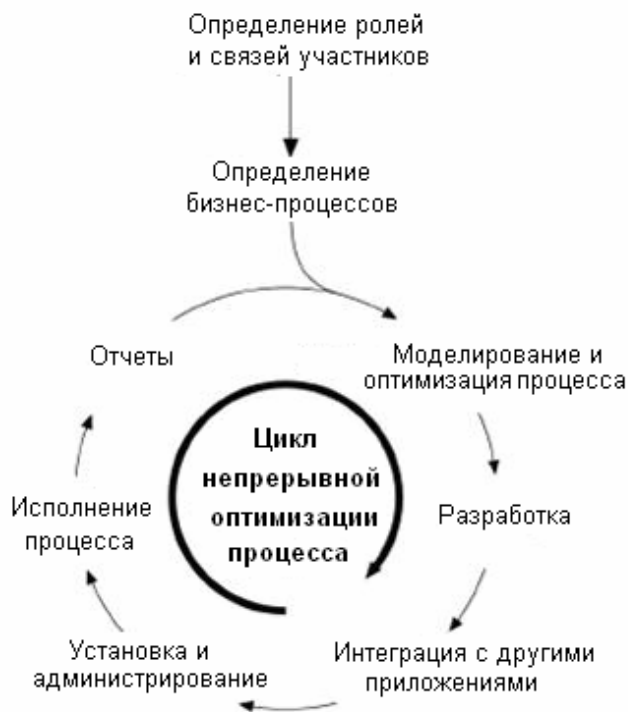 Определение ролей
и связей участников
Определение
бизнес-процессов
Отчеты
Моделирование и
оптимизация процесса
Цикл
непрерывной
оптимизации
процесса
Исполнение
процесса
Разработка
Установка и
администрирование
Интеграция с другими
приложениями